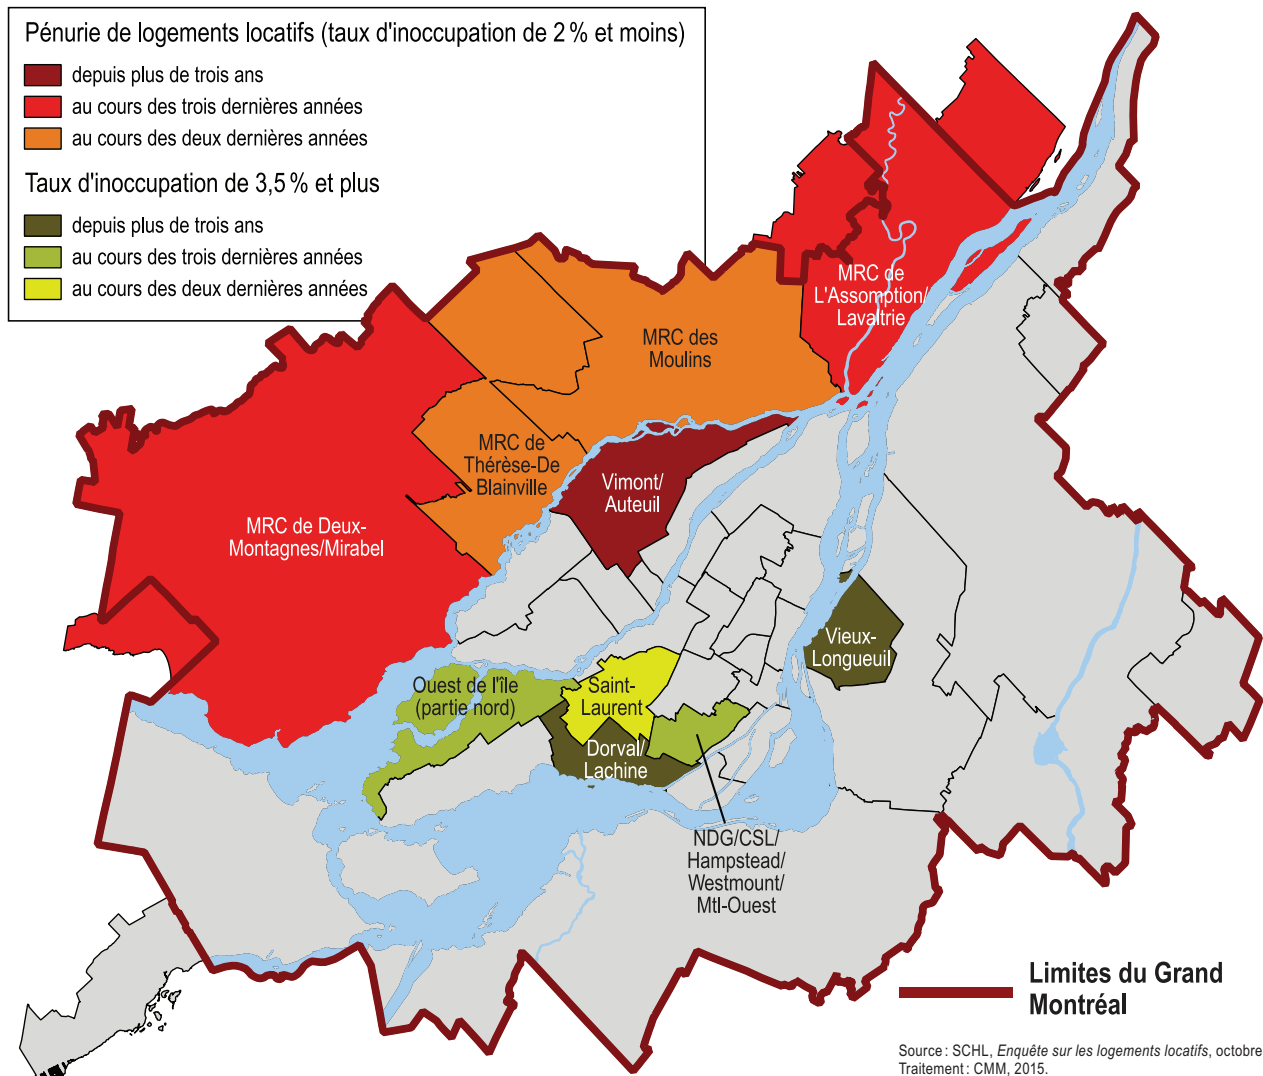 Pénurie de logements locatifs (taux d'inoccupation de 2 % et moins)
depuis plus de trois ans
au cours des trois dernières années
au cours des deux dernières années
Taux d'inoccupation de 3,5 % et plus
depuis plus de trois ans
au cours des trois dernières années
au cours des deux dernières années
MRC de
L'Assomption/
Lavaltrie
MRC des
Moulins
MRC de
Thérèse-De
Blainville
Vimont/
Auteuil
MRC de Deux-
Montagnes/Mirabel
Vieux-
Longueuil
Ouest de l'île
(partie nord)
Saint-
Laurent
Dorval/
Lachine
NDG/CSL/
Hampstead/
Westmount/
Mtl-Ouest
Limites du Grand
Montréal
Source : SCHL, Enquête sur les logements locatifs, octobre
Traitement : CMM, 2015.